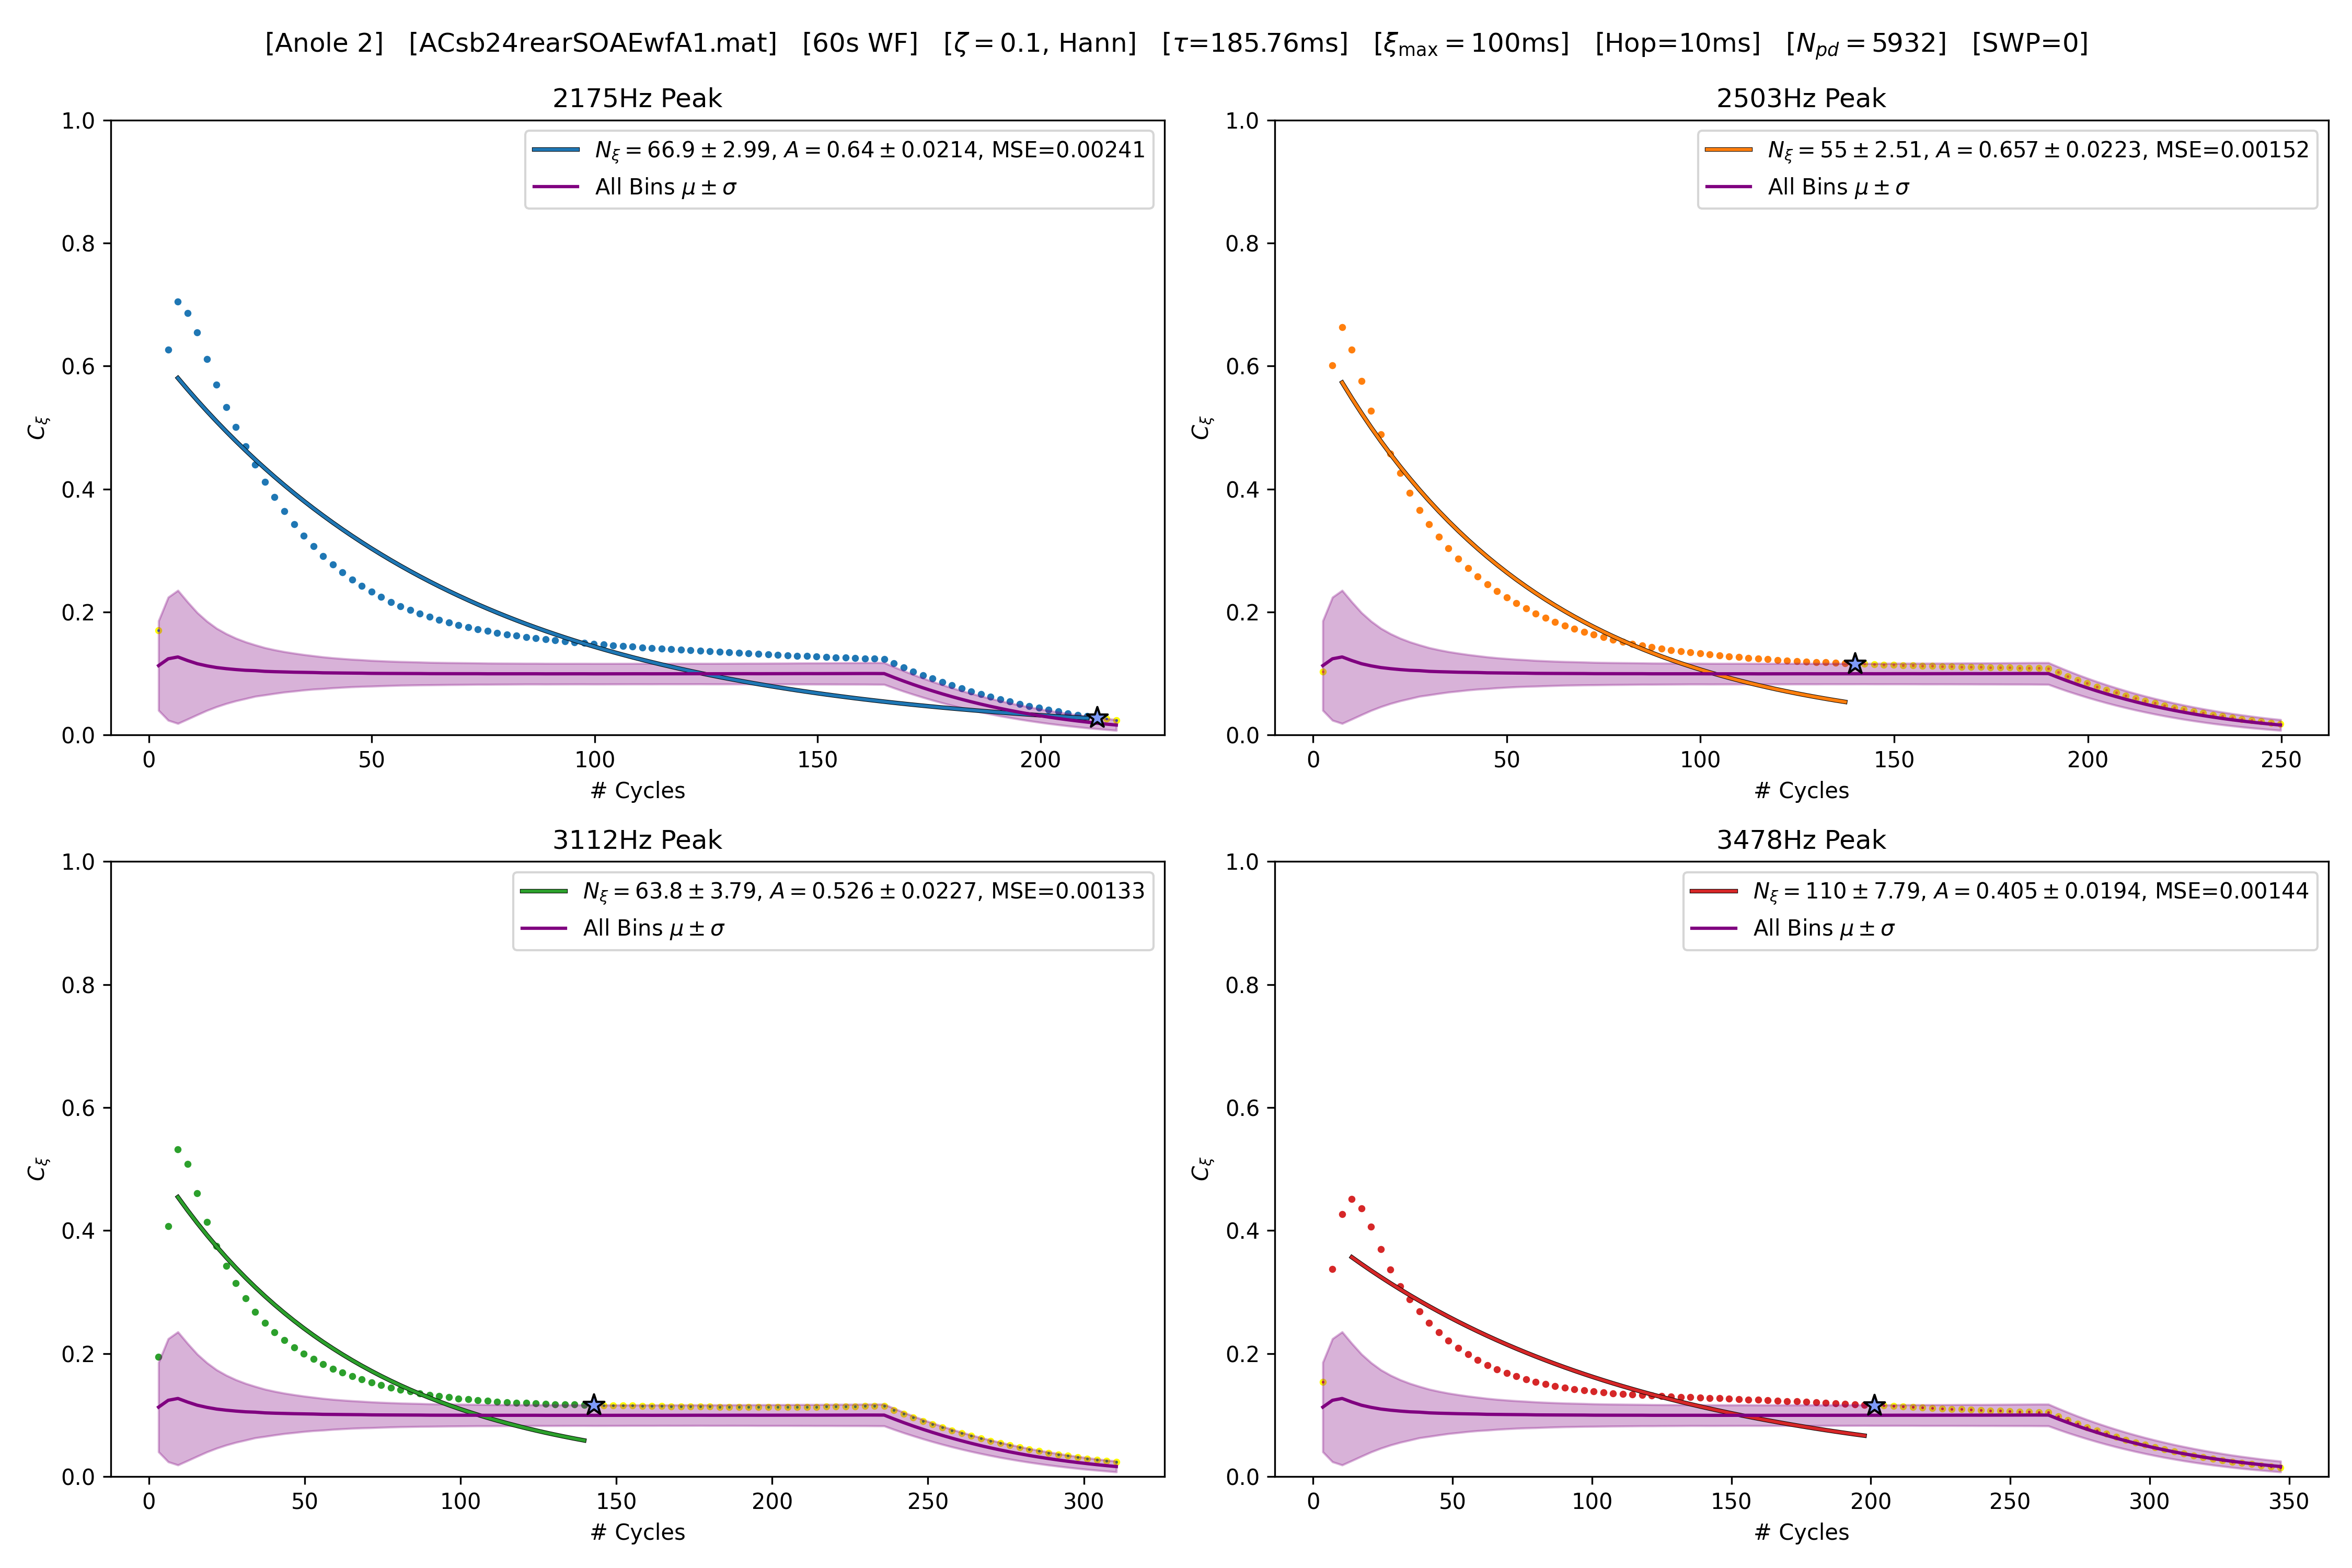 [Anole 2] [ACsb24rearSOAEwfA1.mat] [60s WF] [ζ = 0.1, Hann] [τ=185.76ms] [ξmax = 100ms] [Hop=10ms] [Npd = 5932] [SWP=0]
2175Hz Peak
Nξ = 66.9 ± 2.99, A = 0.64 ± 0.0214, MSE=0.00241
All Bins μ ± σ
1.0
0.8
0.6
0.4
0.2
0.0
Cξ
0 50 100 150 200
# Cycles
2503Hz Peak
Nξ = 55 ± 2.51, A = 0.657 ± 0.0223, MSE=0.00152
All Bins μ ± σ
1.0
0.8
0.6
0.4
0.2
0.0
Cξ
0 50 100 150 200 250
# Cycles
3112Hz Peak
Nξ = 63.8 ± 3.79, A = 0.526 ± 0.0227, MSE=0.00133
All Bins μ ± σ
1.0
0.8
0.6
0.4
0.2
0.0
Cξ
0 50 100 150 200 250 300
# Cycles
3478Hz Peak
Nξ = 110 ± 7.79, A = 0.405 ± 0.0194, MSE=0.00144
All Bins μ ± σ
1.0
0.8
0.6
0.4
0.2
0.0
Cξ
0 50 100 150 200 250 300 350
# Cycles